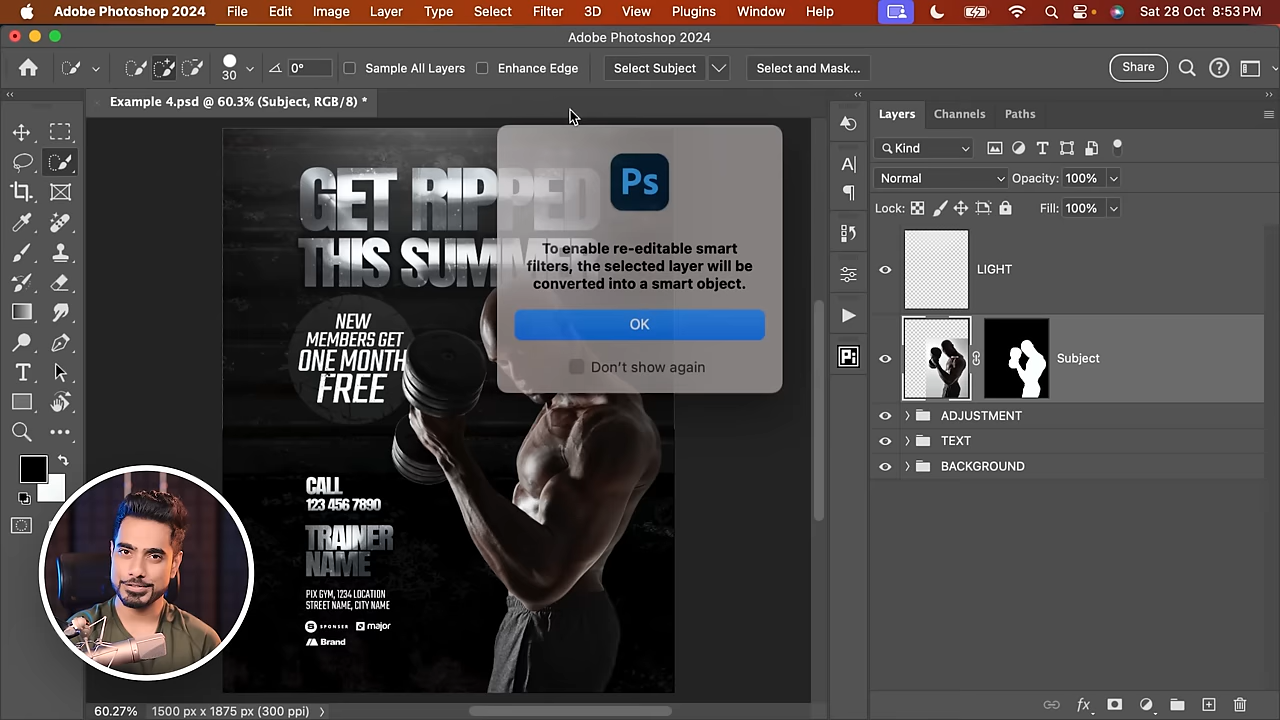 Adobe Photoshop 2024 File Edit Image Layer Type Select Filter 3D View Plugins Window Help Sat 28 Oct 8:53 PM
Adobe Photoshop 2024
30 0° Sample All Layers Enhance Edge Select Subject Select and Mask... Share
Example 4.psd @ 60.3% (Subject, RGB/8) *
Layers Channels Paths
Kind
Normal Opacity: 100%
Lock: Fill: 100%
LIGHT
Subject
ADJUSTMENT
TEXT
BACKGROUND
Ps
To enable re-editable smart
filters, the selected layer will be
converted into a smart object.
OK
Don't show again
GET RIPPED
THIS SUMMER
NEW
MEMBERS GET
ONE MONTH
FREE
CALL
123 456 7890
TRAINER
NAME
PIX GYM, 1234 LOCATION
STREET NAME, CITY NAME
SPONSER major
Brand
60.27% 1500 px x 1875 px (300 ppi)